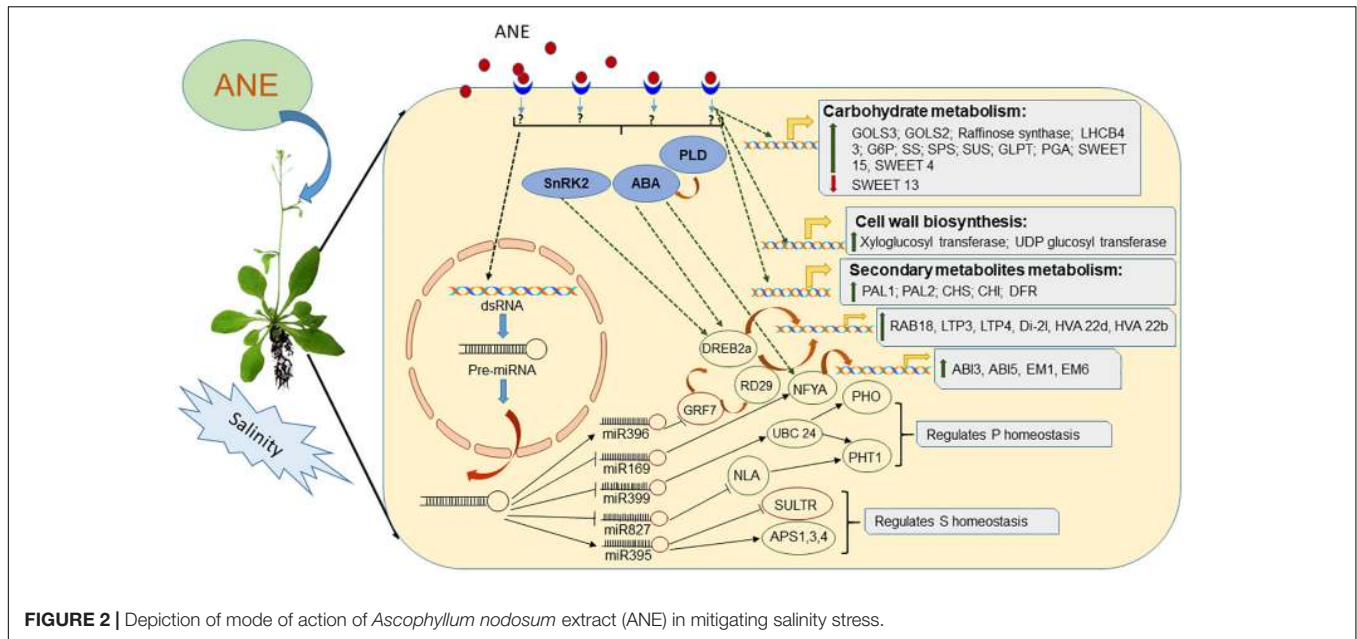 ANE
ANE
Salinity
? ? ? ?
PLD
SnRK2
ABA
Carbohydrate metabolism:
GOLS3; GOLS2; Raffinose synthase; LHCB4
3; G6P; SS; SPS; SUS; GLPT; PGA; SWEET
15, SWEET 4
SWEET 13
Cell wall biosynthesis:
Xyloglucosyl transferase; UDP glucosyl transferase
Secondary metabolites metabolism:
PAL1; PAL2; CHS; CHI; DFR
RAB18, LTP3, LTP4, Di-2l, HVA 22d, HVA 22b
ABI3, ABI5, EM1, EM6
dsRNA
Pre-miRNA
DREB2a
RD29
NFYA
GRF7
PHO
UBC 24
PHT1
NLA
SULTR
APS1,3,4
miR396
miR169
miR399
miR827
miR395
Regulates P homeostasis
Regulates S homeostasis
FIGURE 2 | Depiction of mode of action of Ascophyllum nodosum extract (ANE) in mitigating salinity stress.